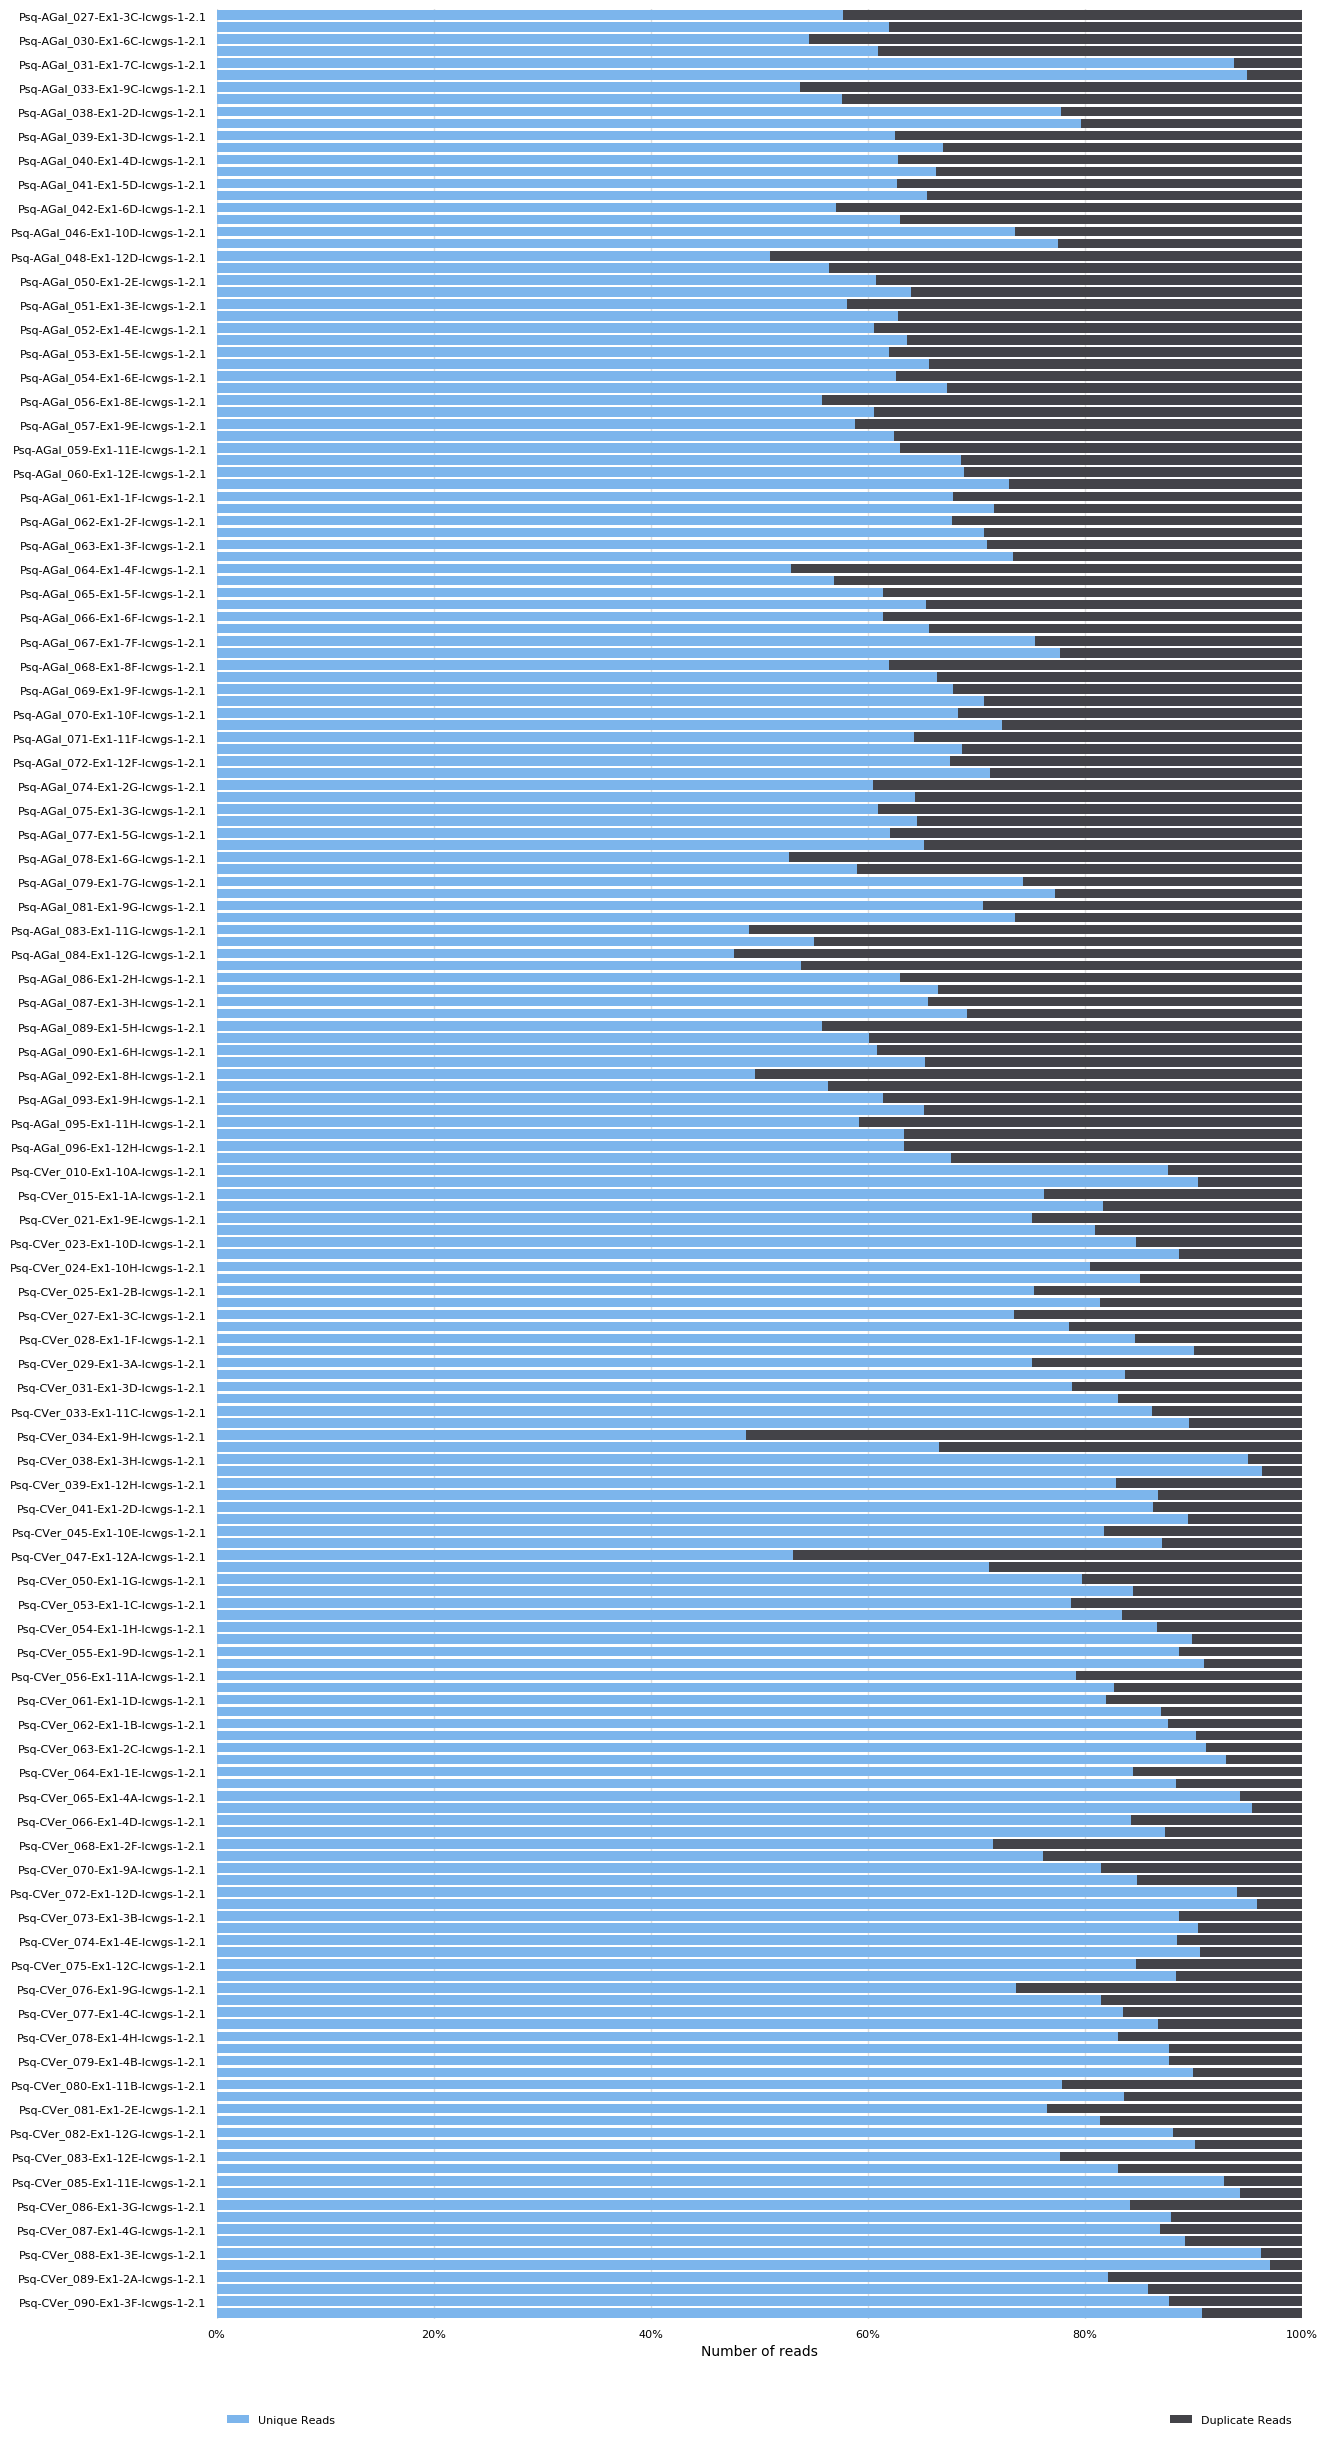 Psq-AGal_027-Ex1-3C-lcwgs-1-2.1
Psq-AGal_030-Ex1-6C-lcwgs-1-2.1
Psq-AGal_031-Ex1-7C-lcwgs-1-2.1
Psq-AGal_033-Ex1-9C-lcwgs-1-2.1
Psq-AGal_038-Ex1-2D-lcwgs-1-2.1
Psq-AGal_039-Ex1-3D-lcwgs-1-2.1
Psq-AGal_040-Ex1-4D-lcwgs-1-2.1
Psq-AGal_041-Ex1-5D-lcwgs-1-2.1
Psq-AGal_042-Ex1-6D-lcwgs-1-2.1
Psq-AGal_046-Ex1-10D-lcwgs-1-2.1
Psq-AGal_048-Ex1-12D-lcwgs-1-2.1
Psq-AGal_050-Ex1-2E-lcwgs-1-2.1
Psq-AGal_051-Ex1-3E-lcwgs-1-2.1
Psq-AGal_052-Ex1-4E-lcwgs-1-2.1
Psq-AGal_053-Ex1-5E-lcwgs-1-2.1
Psq-AGal_054-Ex1-6E-lcwgs-1-2.1
Psq-AGal_056-Ex1-8E-lcwgs-1-2.1
Psq-AGal_057-Ex1-9E-lcwgs-1-2.1
Psq-AGal_059-Ex1-11E-lcwgs-1-2.1
Psq-AGal_060-Ex1-12E-lcwgs-1-2.1
Psq-AGal_061-Ex1-1F-lcwgs-1-2.1
Psq-AGal_062-Ex1-2F-lcwgs-1-2.1
Psq-AGal_063-Ex1-3F-lcwgs-1-2.1
Psq-AGal_064-Ex1-4F-lcwgs-1-2.1
Psq-AGal_065-Ex1-5F-lcwgs-1-2.1
Psq-AGal_066-Ex1-6F-lcwgs-1-2.1
Psq-AGal_067-Ex1-7F-lcwgs-1-2.1
Psq-AGal_068-Ex1-8F-lcwgs-1-2.1
Psq-AGal_069-Ex1-9F-lcwgs-1-2.1
Psq-AGal_070-Ex1-10F-lcwgs-1-2.1
Psq-AGal_071-Ex1-11F-lcwgs-1-2.1
Psq-AGal_072-Ex1-12F-lcwgs-1-2.1
Psq-AGal_074-Ex1-2G-lcwgs-1-2.1
Psq-AGal_075-Ex1-3G-lcwgs-1-2.1
Psq-AGal_077-Ex1-5G-lcwgs-1-2.1
Psq-AGal_078-Ex1-6G-lcwgs-1-2.1
Psq-AGal_079-Ex1-7G-lcwgs-1-2.1
Psq-AGal_081-Ex1-9G-lcwgs-1-2.1
Psq-AGal_083-Ex1-11G-lcwgs-1-2.1
Psq-AGal_084-Ex1-12G-lcwgs-1-2.1
Psq-AGal_086-Ex1-2H-lcwgs-1-2.1
Psq-AGal_087-Ex1-3H-lcwgs-1-2.1
Psq-AGal_089-Ex1-5H-lcwgs-1-2.1
Psq-AGal_090-Ex1-6H-lcwgs-1-2.1
Psq-AGal_092-Ex1-8H-lcwgs-1-2.1
Psq-AGal_093-Ex1-9H-lcwgs-1-2.1
Psq-AGal_095-Ex1-11H-lcwgs-1-2.1
Psq-AGal_096-Ex1-12H-lcwgs-1-2.1
Psq-CVer_010-Ex1-10A-lcwgs-1-2.1
Psq-CVer_015-Ex1-1A-lcwgs-1-2.1
Psq-CVer_021-Ex1-9E-lcwgs-1-2.1
Psq-CVer_023-Ex1-10D-lcwgs-1-2.1
Psq-CVer_024-Ex1-10H-lcwgs-1-2.1
Psq-CVer_025-Ex1-2B-lcwgs-1-2.1
Psq-CVer_027-Ex1-3C-lcwgs-1-2.1
Psq-CVer_028-Ex1-1F-lcwgs-1-2.1
Psq-CVer_029-Ex1-3A-lcwgs-1-2.1
Psq-CVer_031-Ex1-3D-lcwgs-1-2.1
Psq-CVer_033-Ex1-11C-lcwgs-1-2.1
Psq-CVer_034-Ex1-9H-lcwgs-1-2.1
Psq-CVer_038-Ex1-3H-lcwgs-1-2.1
Psq-CVer_039-Ex1-12H-lcwgs-1-2.1
Psq-CVer_041-Ex1-2D-lcwgs-1-2.1
Psq-CVer_045-Ex1-10E-lcwgs-1-2.1
Psq-CVer_047-Ex1-12A-lcwgs-1-2.1
Psq-CVer_050-Ex1-1G-lcwgs-1-2.1
Psq-CVer_053-Ex1-1C-lcwgs-1-2.1
Psq-CVer_054-Ex1-1H-lcwgs-1-2.1
Psq-CVer_055-Ex1-9D-lcwgs-1-2.1
Psq-CVer_056-Ex1-11A-lcwgs-1-2.1
Psq-CVer_061-Ex1-1D-lcwgs-1-2.1
Psq-CVer_062-Ex1-1B-lcwgs-1-2.1
Psq-CVer_063-Ex1-2C-lcwgs-1-2.1
Psq-CVer_064-Ex1-1E-lcwgs-1-2.1
Psq-CVer_065-Ex1-4A-lcwgs-1-2.1
Psq-CVer_066-Ex1-4D-lcwgs-1-2.1
Psq-CVer_068-Ex1-2F-lcwgs-1-2.1
Psq-CVer_070-Ex1-9A-lcwgs-1-2.1
Psq-CVer_072-Ex1-12D-lcwgs-1-2.1
Psq-CVer_073-Ex1-3B-lcwgs-1-2.1
Psq-CVer_074-Ex1-4E-lcwgs-1-2.1
Psq-CVer_075-Ex1-12C-lcwgs-1-2.1
Psq-CVer_076-Ex1-9G-lcwgs-1-2.1
Psq-CVer_077-Ex1-4C-lcwgs-1-2.1
Psq-CVer_078-Ex1-4H-lcwgs-1-2.1
Psq-CVer_079-Ex1-4B-lcwgs-1-2.1
Psq-CVer_080-Ex1-11B-lcwgs-1-2.1
Psq-CVer_081-Ex1-2E-lcwgs-1-2.1
Psq-CVer_082-Ex1-12G-lcwgs-1-2.1
Psq-CVer_083-Ex1-12E-lcwgs-1-2.1
Psq-CVer_085-Ex1-11E-lcwgs-1-2.1
Psq-CVer_086-Ex1-3G-lcwgs-1-2.1
Psq-CVer_087-Ex1-4G-lcwgs-1-2.1
Psq-CVer_088-Ex1-3E-lcwgs-1-2.1
Psq-CVer_089-Ex1-2A-lcwgs-1-2.1
Psq-CVer_090-Ex1-3F-lcwgs-1-2.1
0% 20% 40% 60% 80% 100%
Number of reads
Unique Reads Duplicate Reads